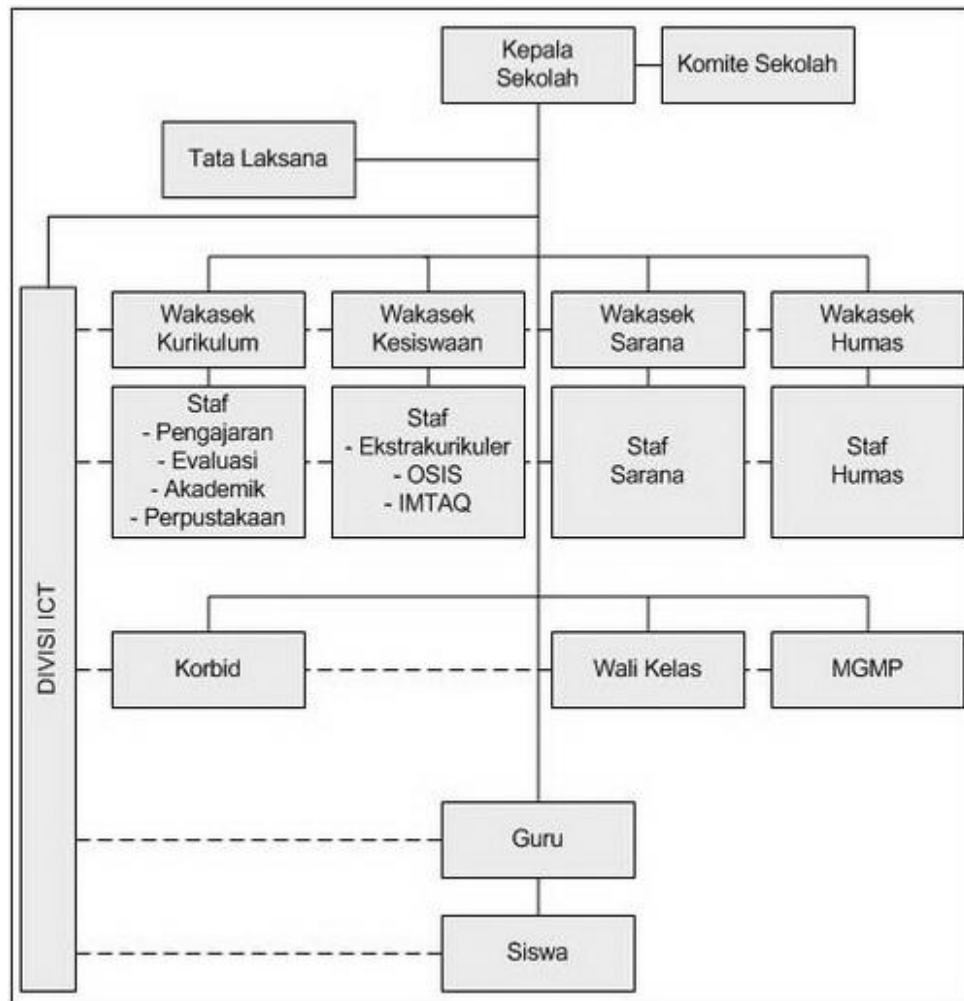 Kepala
Sekolah
Komite Sekolah
Tata Laksana
DIVISI ICT
Wakasek
Kurikulum
Wakasek
Kesiswaan
Wakasek
Sarana
Wakasek
Humas
Staf
- Pengajaran
- Evaluasi
- Akademik
- Perpustakaan
Staf
- Ekstrakurikuler
- OSIS
- IMTAQ
Staf
Sarana
Staf
Humas
Korbid
Wali Kelas
MGMP
Guru
Siswa